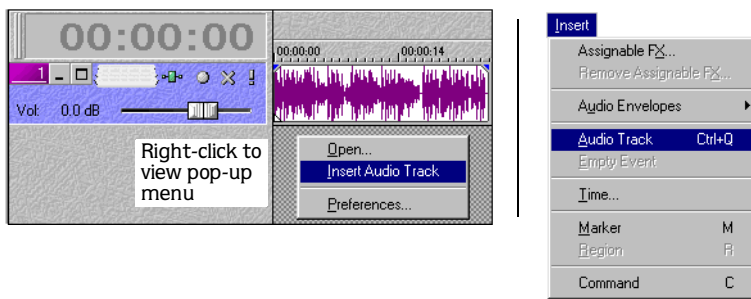 00:00:00
00:00:00 00:00:14
1
Vol: 0.0 dB
Right-click to
view pop-up
menu
Open...
Insert Audio Track
Preferences...
Insert
Assignable FX...
Remove Assignable FX...
Audio Envelopes
Audio Track Ctrl+Q
Empty Event
Time...
Marker M
Region R
Command C